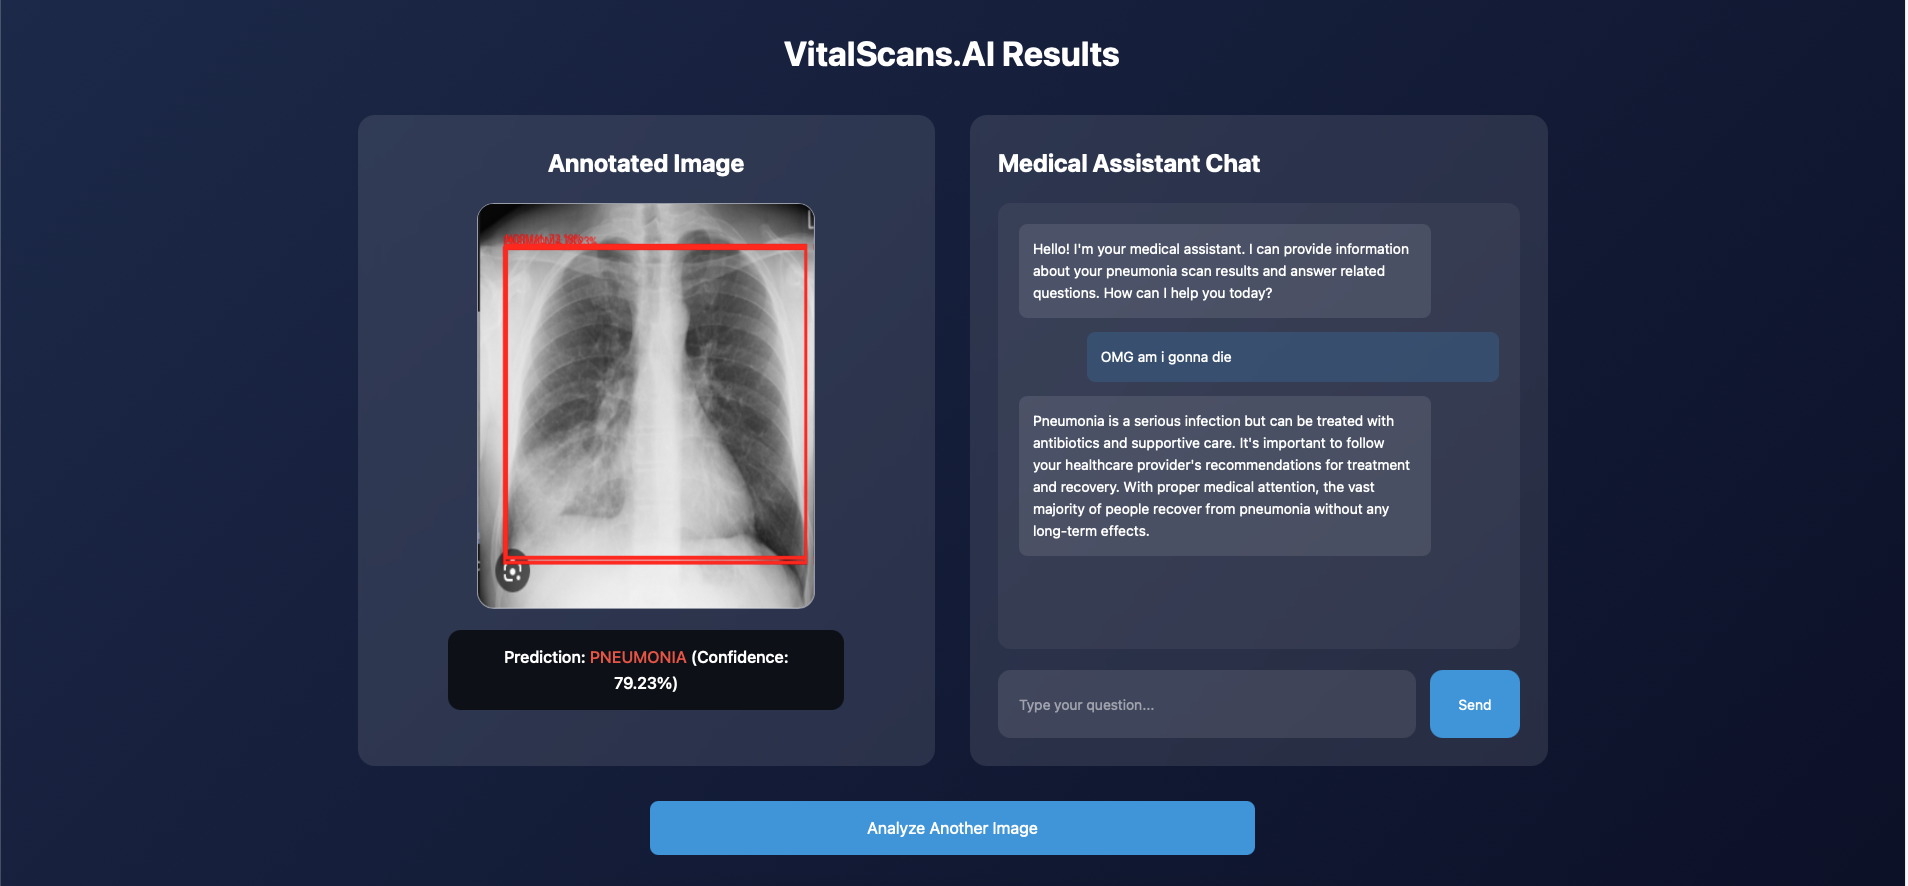 VitalScans.AI Results
Annotated Image
Prediction: PNEUMONIA (Confidence:
79.23%)
Medical Assistant Chat
Hello! I'm your medical assistant. I can provide information
about your pneumonia scan results and answer related
questions. How can I help you today?
OMG am i gonna die
Pneumonia is a serious infection but can be treated with
antibiotics and supportive care. It's important to follow
your healthcare provider's recommendations for treatment
and recovery. With proper medical attention, the vast
majority of people recover from pneumonia without any
long-term effects.
Type your question...
Send
Analyze Another Image